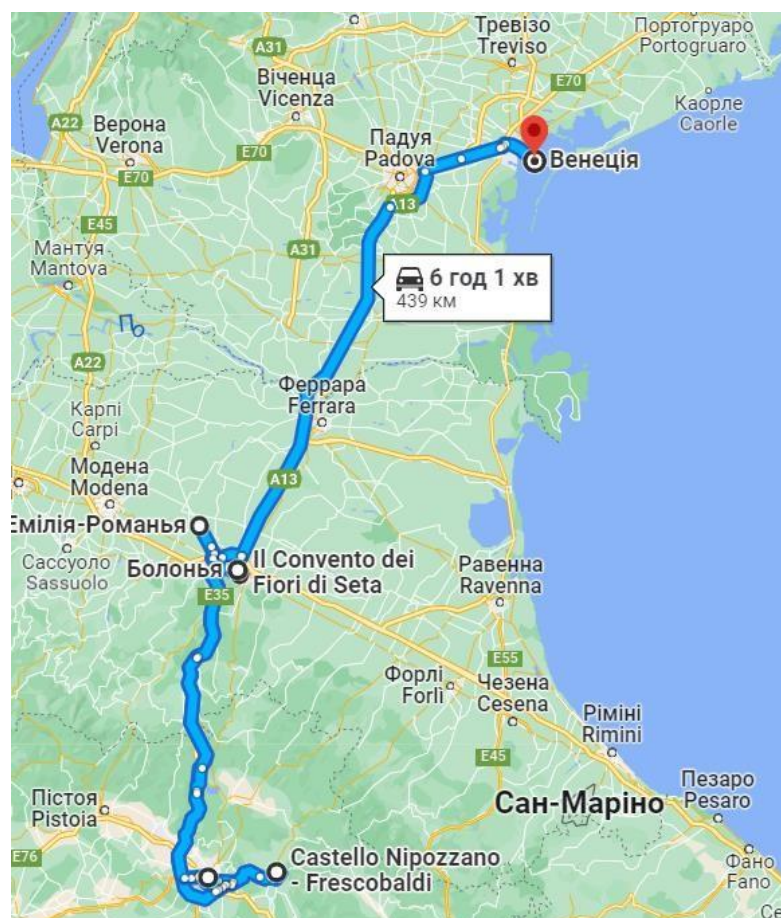 Тревізо
Treviso
Портогруаро
Portogruaro
A31
E70
Віченца
Vicenza
A22
Верона
Verona
E70
Падуя
Padova
Каорле
Caorle
Венеція
E70
A13
E45
A31
Мантуя
Mantova
6 год 1 хв
439 км
По
A22
Феррара
Ferrara
Карпі
Carpi
A13
Модена
Modena
Емілія-Романья
Сассуоло
Sassuolo
Болонья
Il Convento dei
Fiori di Seta
E35
Равенна
Ravenna
E55
Форлі
Forlì
Чезена
Cesena
Ріміні
Rimini
E45
Пезаро
Pesaro
Сан-Маріно
Пістоя
Pistoia
Фано
Fano
E76
Castello Nipozzano
- Frescobaldi